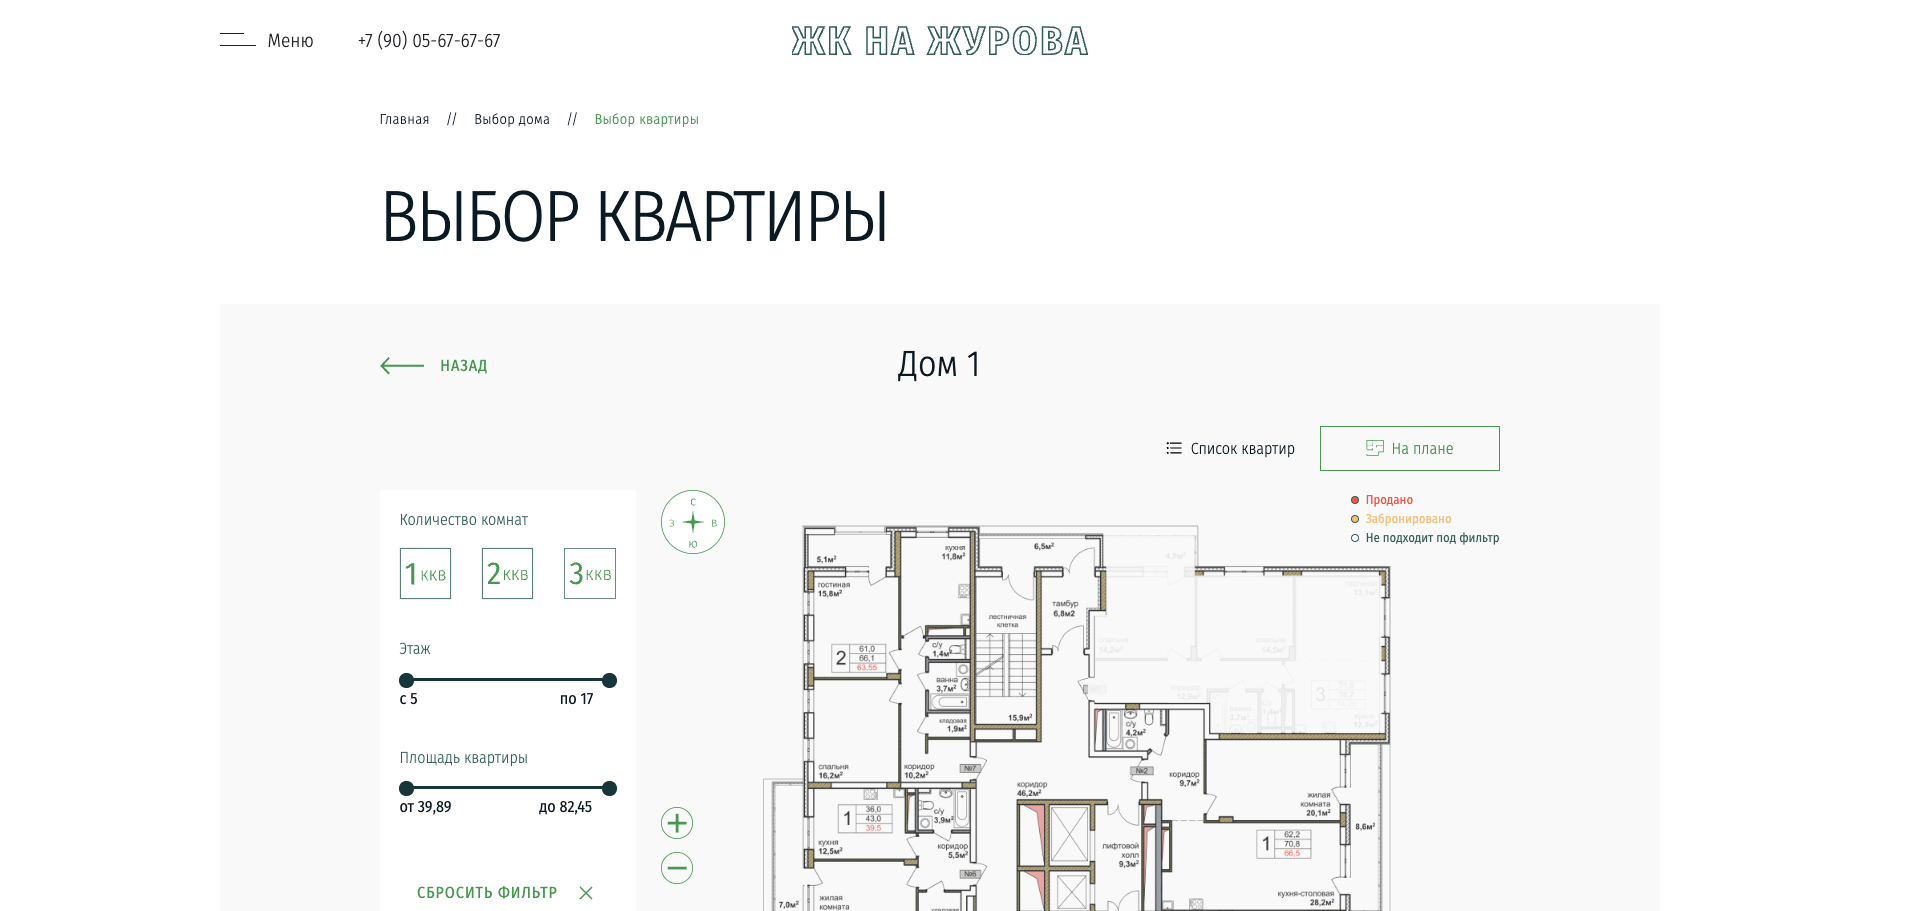 Меню
+7 (90) 05-67-67-67
ЖК НА ЖУРОВА
Главная // Выбор дома // Выбор квартиры
ВЫБОР КВАРТИРЫ
НАЗАД
Дом 1
Список квартир
На плане
Количество комнат
1 ККВ
2 ККВ
3 ККВ
Этаж
с 5
по 17
Площадь квартиры
от 39,89
до 82,45
СБРОСИТЬ ФИЛЬТР
С
З
В
Ю
Продано
Забронировано
Не подходит под фильтр
5,1м²
кухня
11,8м²
6,5м²
гостиная
15,8м²
лестничная
клетка
тамбур
6,8м2
2
61,0
66,1
63,55
с/у
1,4м²
ванна
3,7м²
кладовая
1,9м²
15,9м²
с/у
4,2м²
спальня
16,2м²
коридор
10,2м²
№7
№2
коридор
9,7м²
коридор
46,2м²
жилая
комната
20,1м²
1
36,0
43,0
39,5
с/у
3,9м²
8,6м²
кухня
12,5м²
коридор
5,5м²
лифтовой
холл
9,3м²
1
62,2
70,8
66,5
№6
кухня-столовая
28,2м²
7,0м²
жилая
комната
3